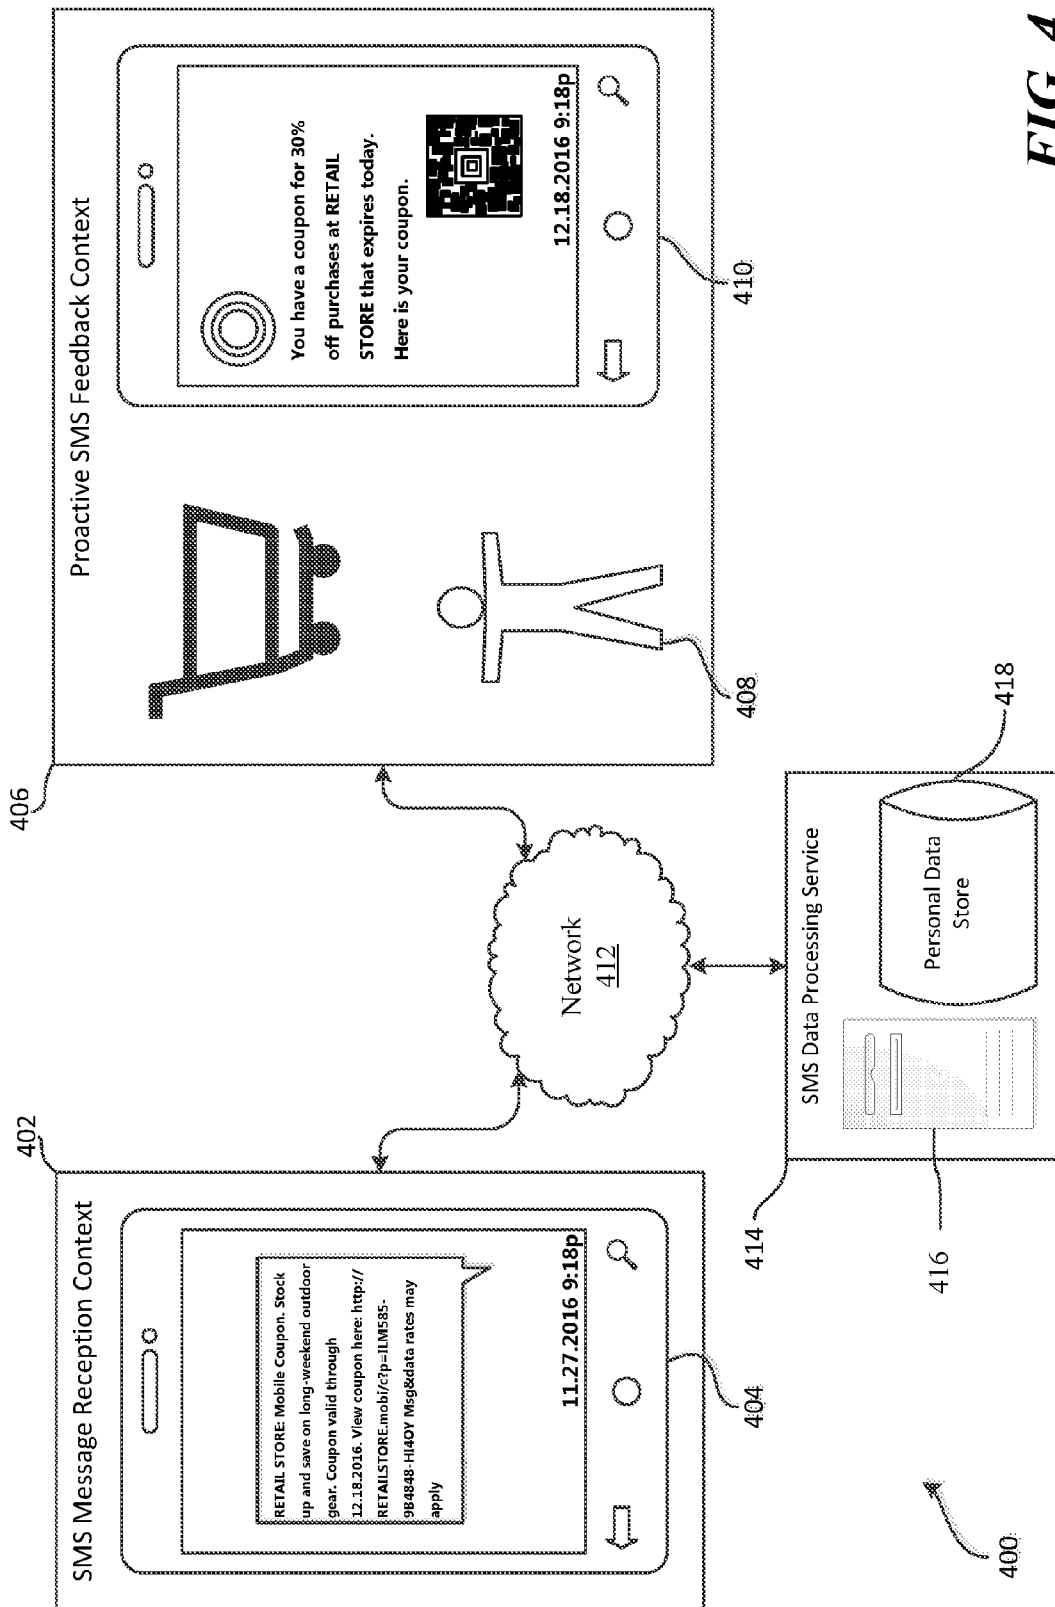 SMS Message Reception Context
402
RETAIL STORE: Mobile Coupon. Stock
up and save on long-weekend outdoor
gear. Coupon valid through
12.18.2016. View coupon here: http://
RETAILSTORE.mobi/c?p=ILM585-
9B4848-HI4OY Msg&data rates may
apply
11.27.2016 9:18p
404
406
Proactive SMS Feedback Context
You have a coupon for 30%
off purchases at RETAIL
STORE that expires today.
Here is your coupon.
12.18.2016 9:18p
408
410
Network
412
414
SMS Data Processing Service
Personal Data
Store
416
418
400
FIG. 4